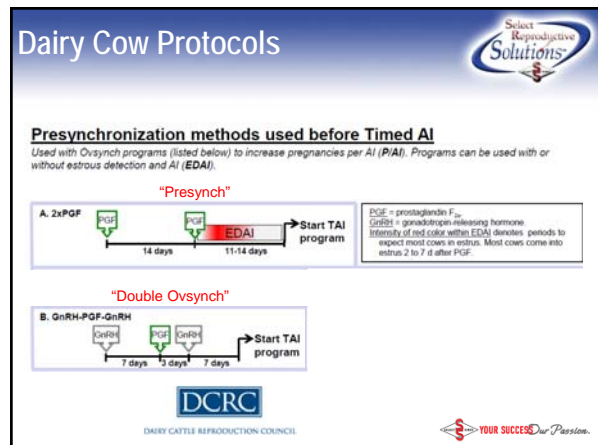 Dairy Cow Protocols
Select
Reproductive
Solutions
Presynchronization methods used before Timed AI
Used with Ovsynch programs (listed below) to increase pregnancies per AI (P/AI). Programs can be used with or
without estrous detection and AI (EDAI).
"Presynch"
A. 2xPGF
PGF
PGF
EDAI
Start TAI
program
14 days
11-14 days
PGF = prostaglandin F2α
GnRH = gonadotropin-releasing hormone.
Intensity of red color within EDAI denotes periods to
expect most cows in estrus. Most cows come into
estrus 2 to 7 d after PGF.
"Double Ovsynch"
B. GnRH-PGF-GnRH
GnRH
PGF
GnRH
Start TAI
program
7 days
3 days
7 days
DCRC
DAIRY CATTLE REPRODUCTION COUNCIL
YOUR SUCCESS Our Passion.